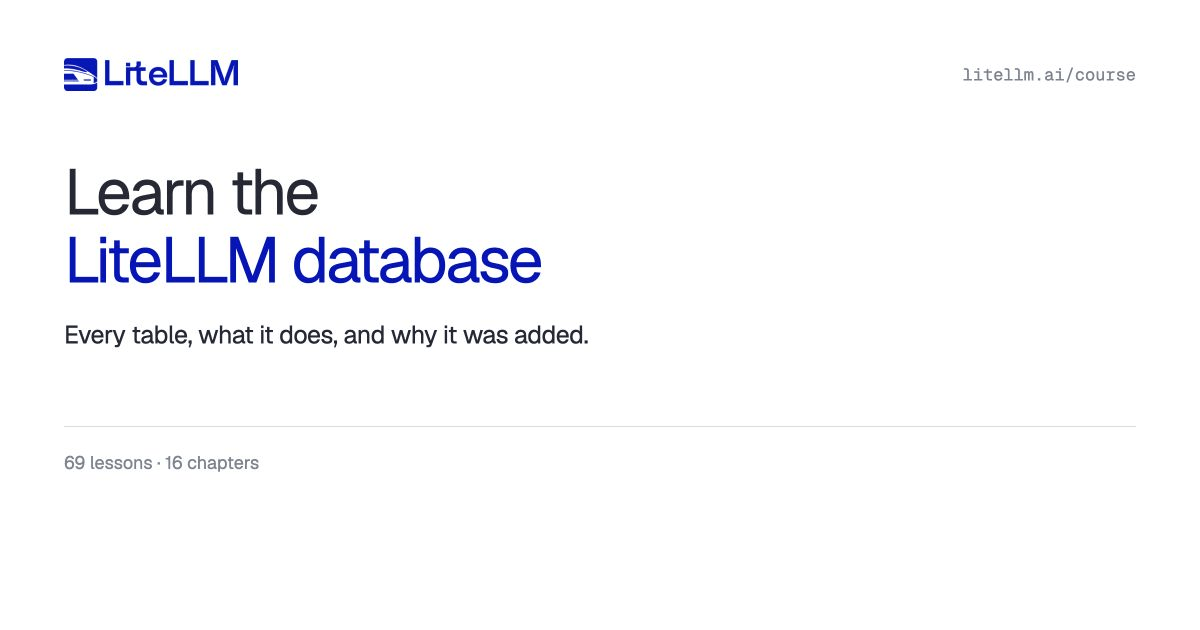 LiteLLM
litellm.ai/course
Learn the
LiteLLM database
Every table, what it does, and why it was added.
69 lessons · 16 chapters